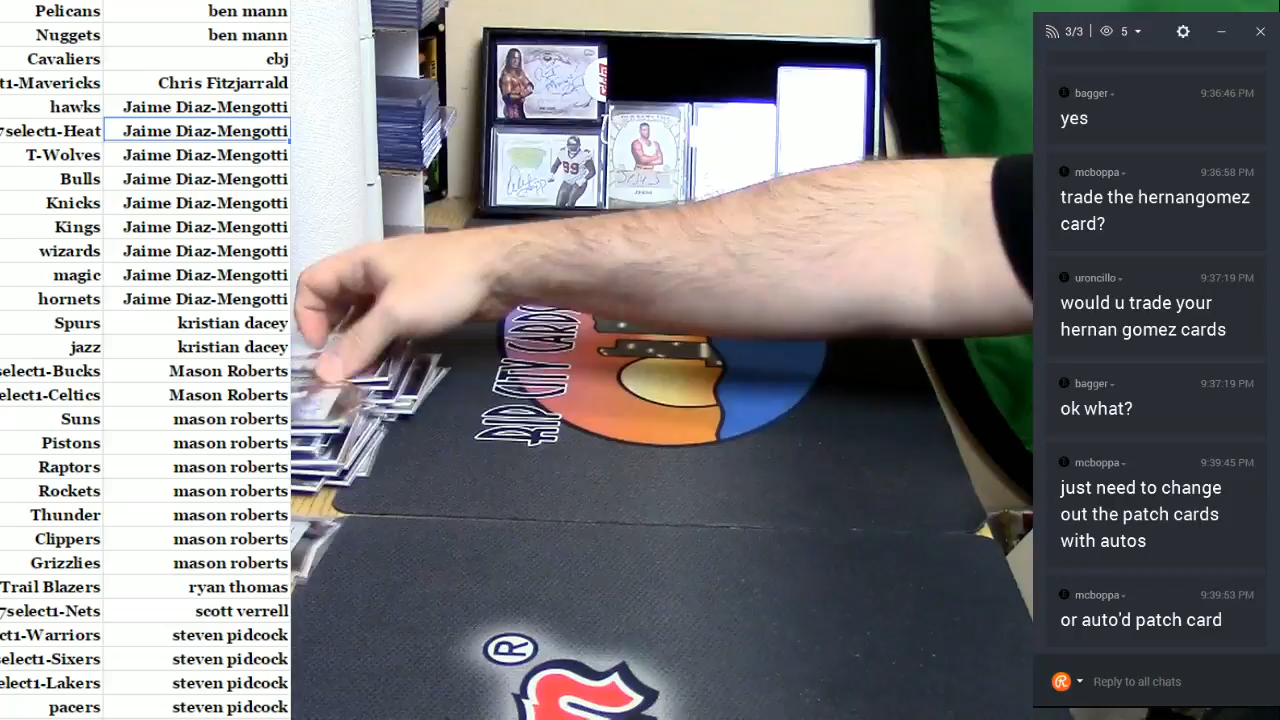 Pelicans ben mann
Nuggets ben mann
Cavaliers cbj
t1-Mavericks Chris Fitzjarrald
hawks Jaime Diaz-Mengotti
7select1-Heat Jaime Diaz-Mengotti
T-Wolves Jaime Diaz-Mengotti
Bulls Jaime Diaz-Mengotti
Knicks Jaime Diaz-Mengotti
Kings Jaime Diaz-Mengotti
wizards Jaime Diaz-Mengotti
magic Jaime Diaz-Mengotti
hornets Jaime Diaz-Mengotti
Spurs kristian dacey
jazz kristian dacey
select1-Bucks Mason Roberts
elect1-Celtics Mason Roberts
Suns mason roberts
Pistons mason roberts
Raptors mason roberts
Rockets mason roberts
Thunder mason roberts
Clippers mason roberts
Grizzlies mason roberts
Trail Blazers ryan thomas
7select1-Nets scott verrell
ct1-Warriors steven pidcock
elect1-Sixers steven pidcock
elect1-Lakers steven pidcock
pacers steven pidcock
99
RIP CITY CARDS
®
3/3 5
bagger 9:36:46 PM
yes
mcboppa 9:36:58 PM
trade the hernangomez
card?
uroncillo 9:37:19 PM
would u trade your
hernan gomez cards
bagger 9:37:19 PM
ok what?
mcboppa 9:39:45 PM
just need to change
out the patch cards
with autos
mcboppa 9:39:53 PM
or auto'd patch card
Reply to all chats